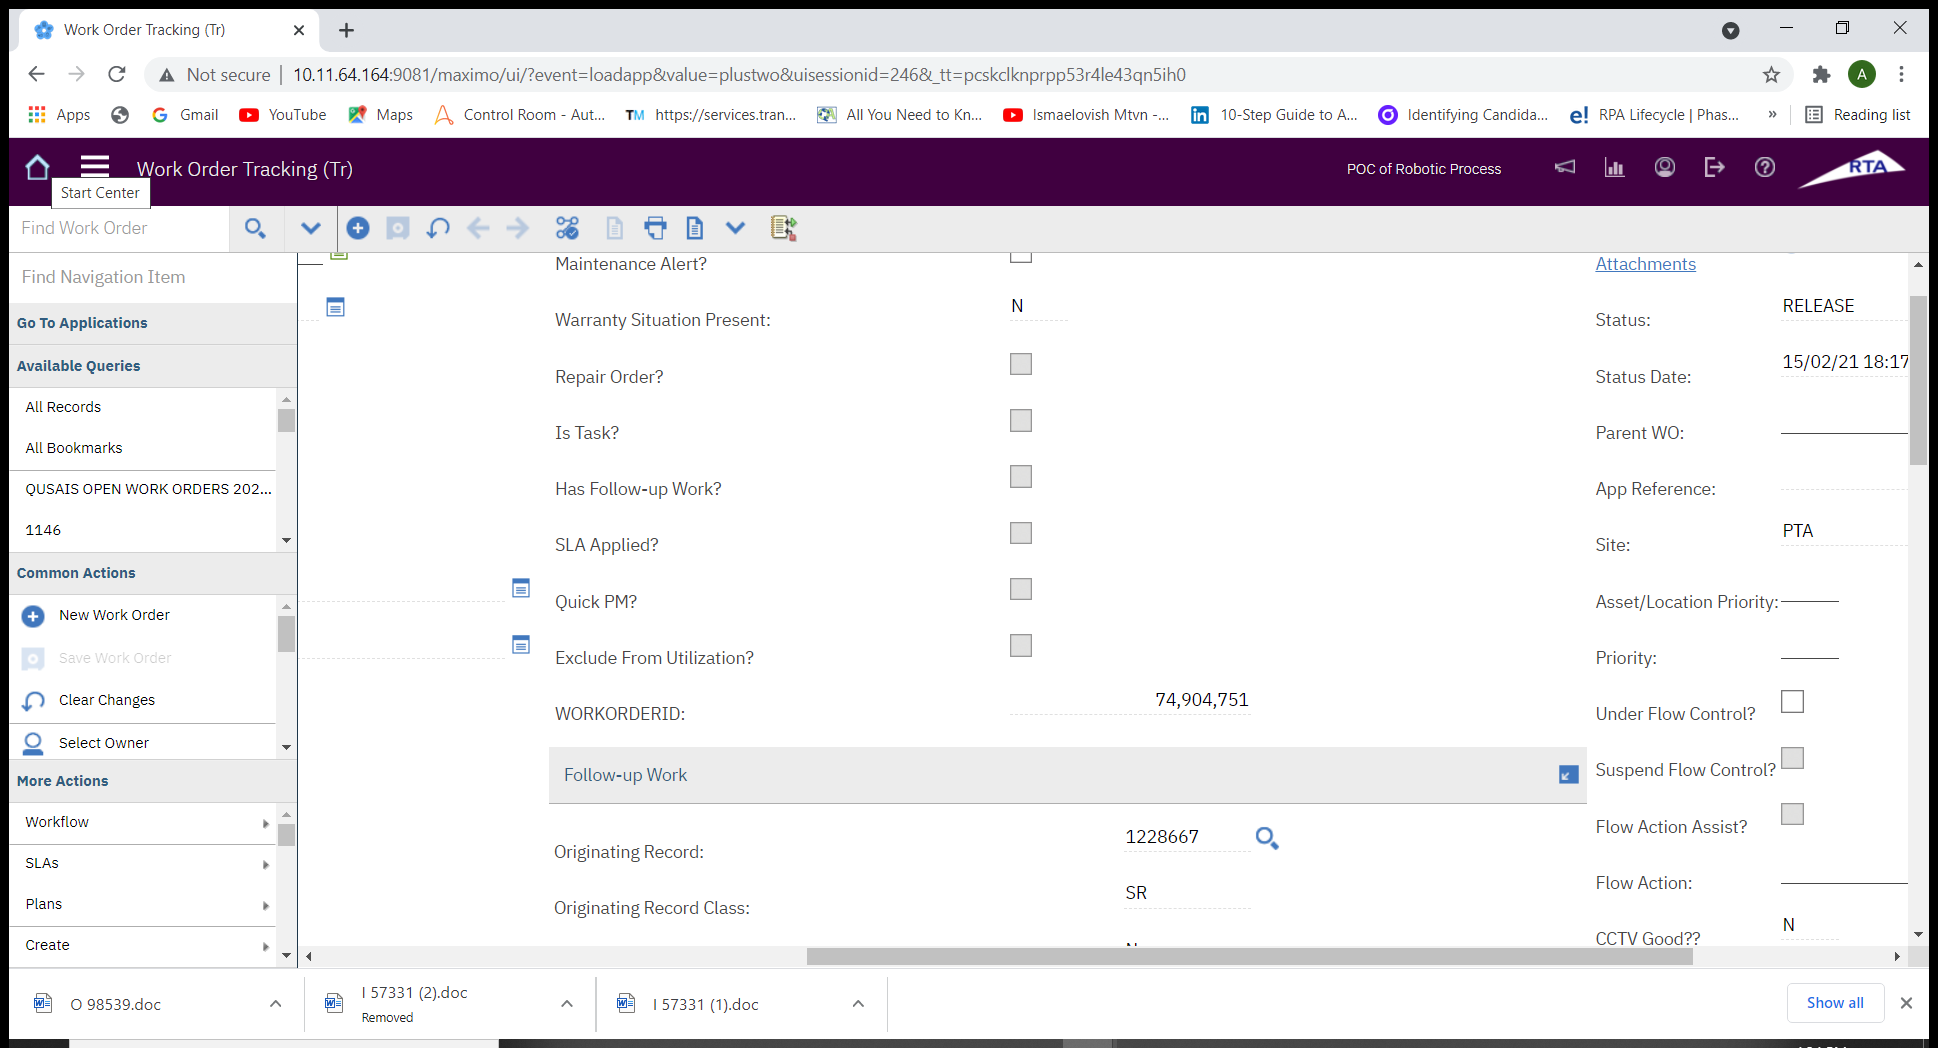 Work Order Tracking (Tr)
Not secure | 10.11.64.164:9081/maximo/ui/?event=loadapp&value=plustwo&uisessionid=246&_tt=pcskclknprpp53r4le43qn5ih0
A
Apps
Gmail
YouTube
Maps
Control Room - Aut...
TM https://services.tran...
All You Need to Kn...
Ismaelovish Mtvn -...
10-Step Guide to A...
Identifying Candida...
e! RPA Lifecycle | Phas...
»
Reading list
Work Order Tracking (Tr)
POC of Robotic Process
RTA
Start Center
Find Work Order
Find Navigation Item
Go To Applications
Available Queries
All Records
All Bookmarks
QUSAIS OPEN WORK ORDERS 202...
1146
Common Actions
New Work Order
Save Work Order
Clear Changes
Select Owner
More Actions
Workflow
SLAs
Plans
Create
Maintenance Alert?
Warranty Situation Present: N
Repair Order?
Is Task?
Has Follow-up Work?
SLA Applied?
Quick PM?
Exclude From Utilization?
WORKORDERID: 74,904,751
Follow-up Work
Originating Record: 1228667
Originating Record Class: SR
Attachments
Status: RELEASE
Status Date: 15/02/21 18:17
Parent WO:
App Reference:
Site: PTA
Asset/Location Priority:
Priority:
Under Flow Control?
Suspend Flow Control?
Flow Action Assist?
Flow Action:
CCTV Good?? N
O 98539.doc
I 57331 (2).doc
Removed
I 57331 (1).doc
Show all